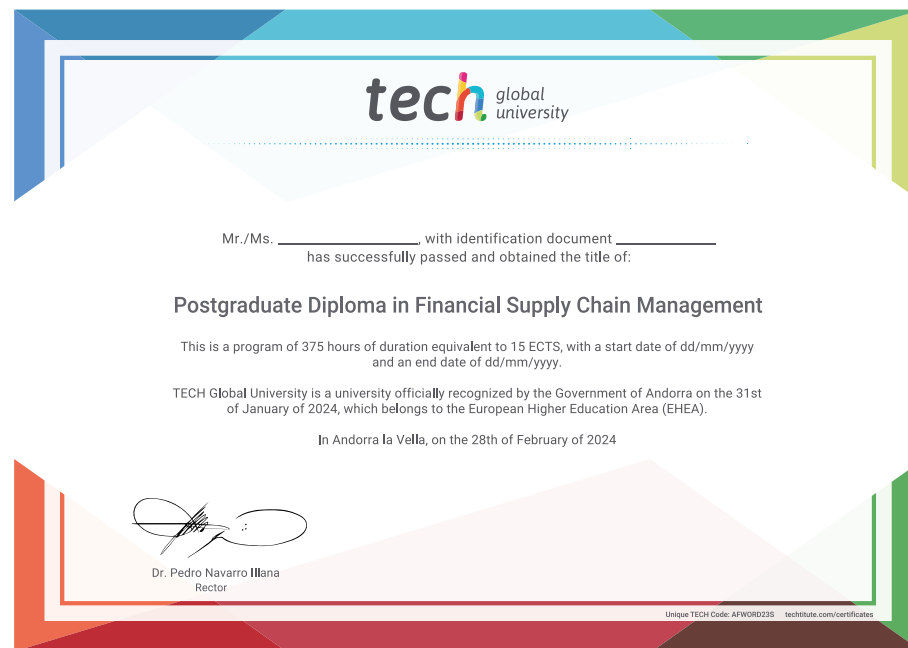 tech global
university
Mr./Ms. ____________, with identification document ____________
has successfully passed and obtained the title of:
Postgraduate Diploma in Financial Supply Chain Management
This is a program of 375 hours of duration equivalent to 15 ECTS, with a start date of dd/mm/yyyy
and an end date of dd/mm/yyyy.
TECH Global University is a university officially recognized by the Government of Andorra on the 31st
of January of 2024, which belongs to the European Higher Education Area (EHEA).
In Andorra la Vella, on the 28th of February of 2024
Dr. Pedro Navarro Illana
Rector
Unique TECH Code: AFWORD23S techtitute.com/certificates